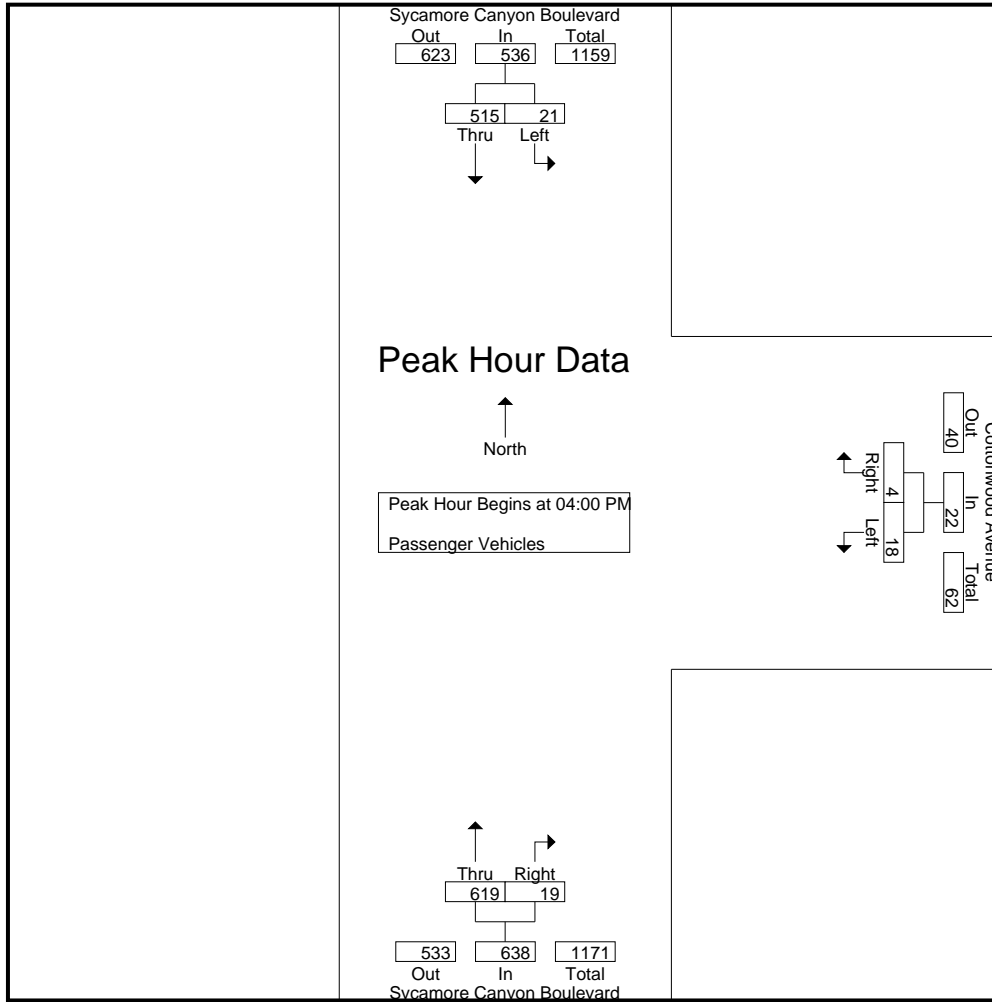 Sycamore Canyon Boulevard
Out In Total
623 536 1159
515 21
Thru Left
Peak Hour Data
North
Peak Hour Begins at 04:00 PM
Passenger Vehicles
Cottonwood Avenue
Out In Total
40 22 62
4 18
Right Left
Thru Right
619 19
533 638 1171
Out In Total
Sycamore Canyon Boulevard